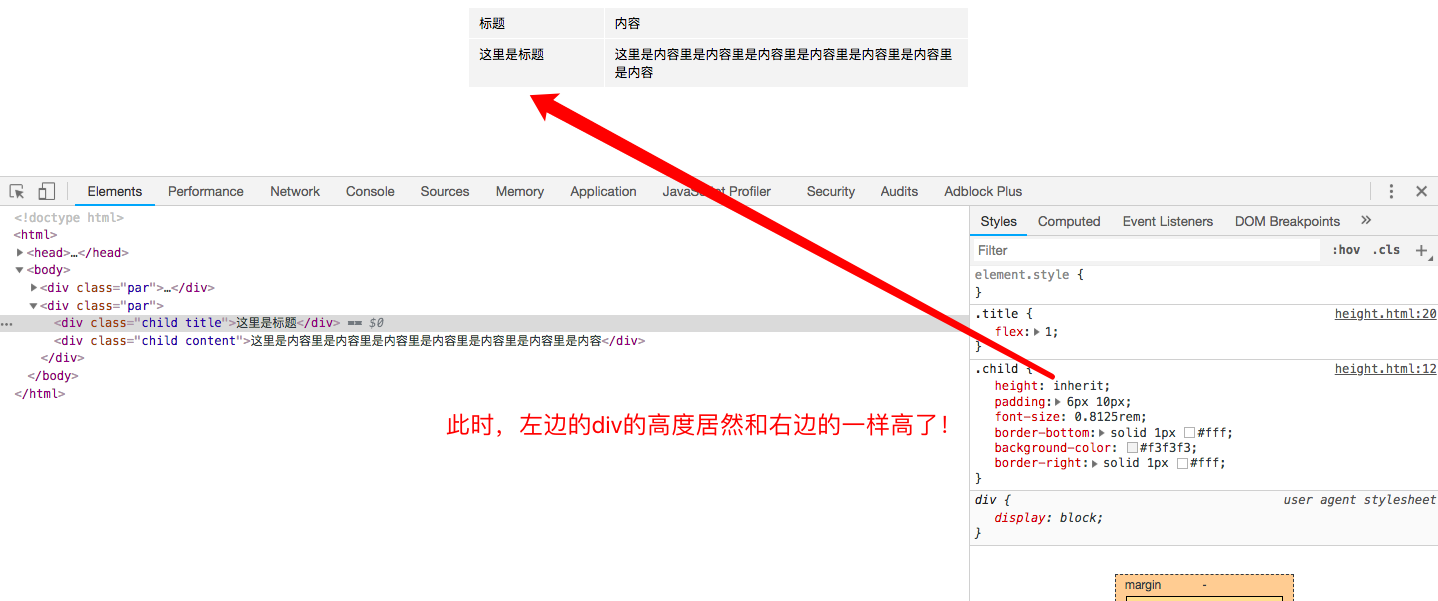 标题 内容
这里是标题 这里是内容里是内容里是内容里是内容里是内容里是内容里
是内容
Elements Performance Network Console Sources Memory Application JavaScript Profiler Security Audits Adblock Plus
<!doctype html>
<html>
<head>…</head>
<body>
<div class="par">…</div>
<div class="par">
<div class="child title">这里是标题</div> == $0
<div class="child content">这里是内容里是内容里是内容里是内容里是内容里是内容里是内容</div>
</div>
</body>
</html>
此时，左边的div的高度居然和右边的一样高了！
Styles Computed Event Listeners DOM Breakpoints »
Filter :hov .cls +
element.style {
}
.title { height.html:20
flex: 1;
}
.child { height.html:12
height: inherit;
padding: 6px 10px;
font-size: 0.8125rem;
border-bottom: solid 1px #fff;
background-color: #f3f3f3;
border-right: solid 1px #fff;
}
div { user agent stylesheet
display: block;
}
margin -